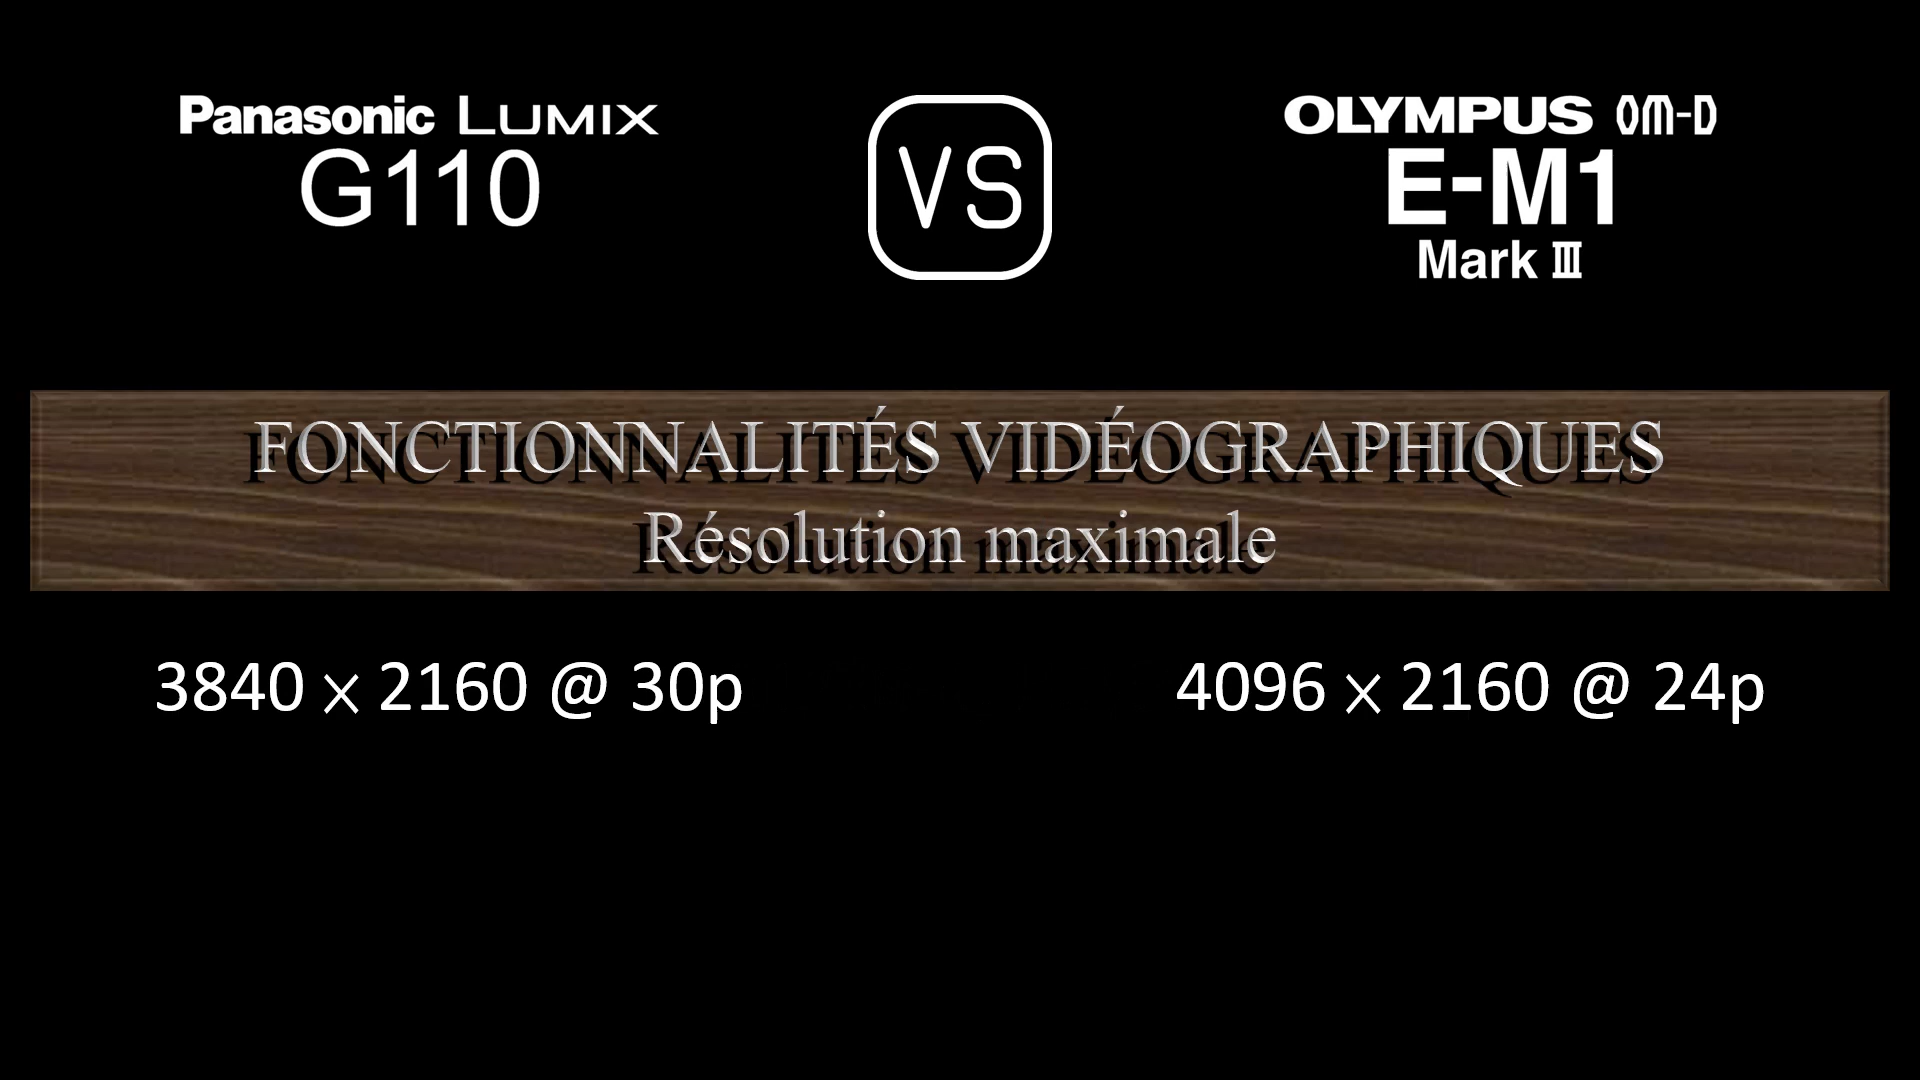 Panasonic LUMIX
G110
VS
OLYMPUS OM-D
E-M1
Mark III
FONCTIONNALITÉS VIDÉOGRAPHIQUES
Résolution maximale
3840 x 2160 @ 30p
4096 x 2160 @ 24p